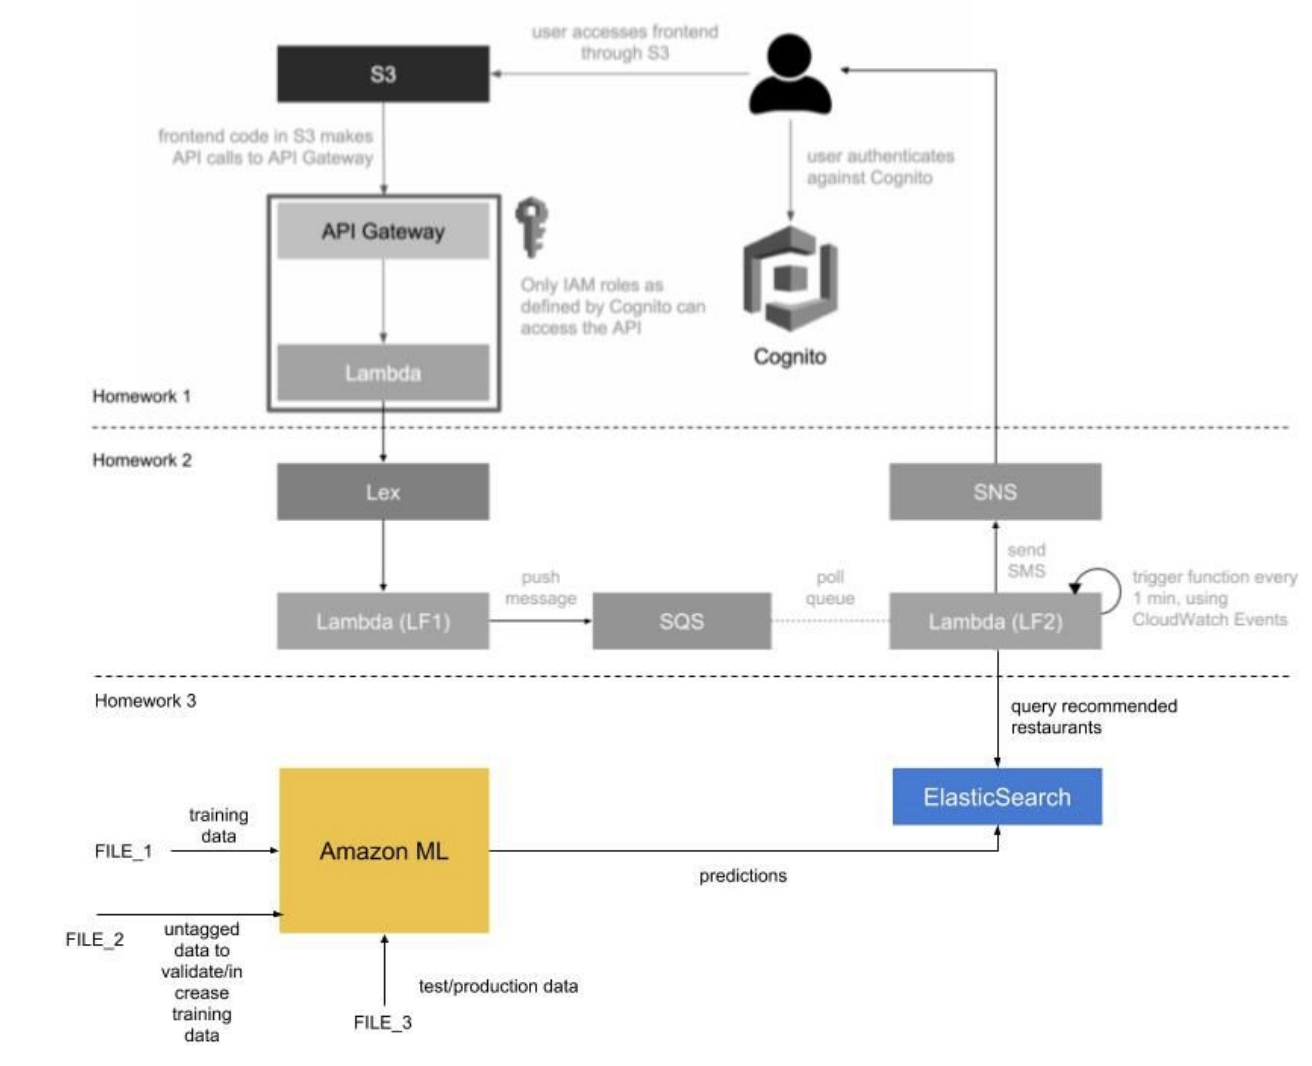 user accesses frontend
through S3
S3
frontend code in S3 makes
API calls to API Gateway
user authenticates
against Cognito
API Gateway
Only IAM roles as
defined by Cognito can
access the API
Cognito
Lambda
Homework 1
Homework 2
Lex
SNS
push
message
poll
queue
send
SMS
trigger function every
1 min, using
CloudWatch Events
Lambda (LF1)
SQS
Lambda (LF2)
Homework 3
query recommended
restaurants
ElasticSearch
training
data
FILE_1
Amazon ML
predictions
FILE_2
untagged
data to
validate/in
crease
training
data
test/production data
FILE_3